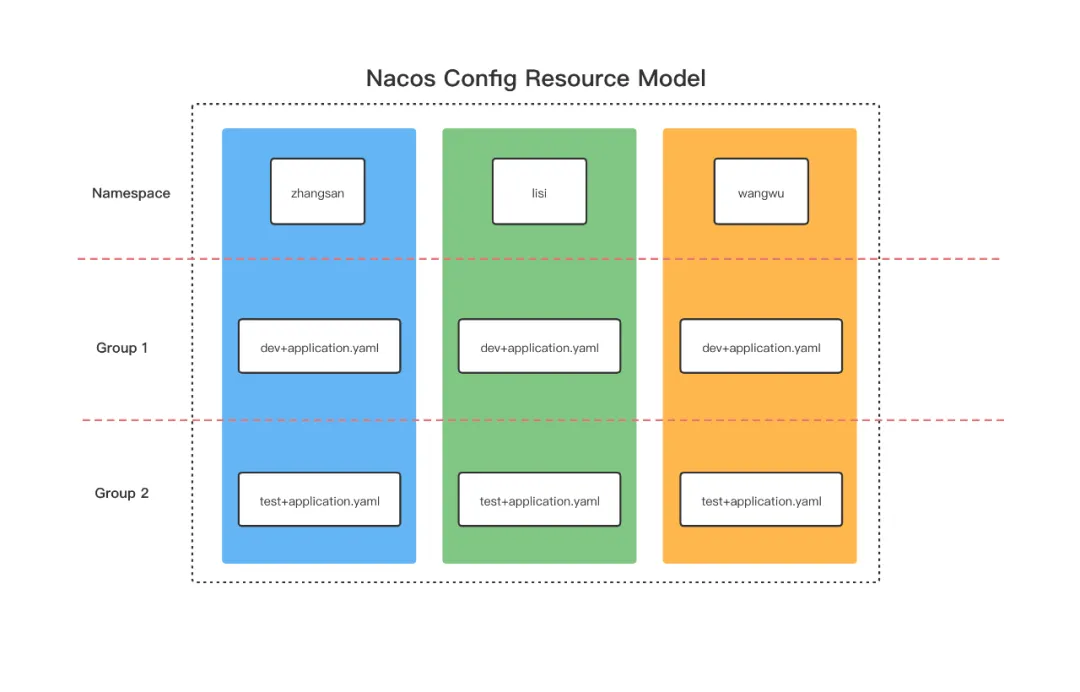 Nacos Config Resource Model
Namespace
zhangsan
lisi
wangwu
Group 1
dev+application.yaml
dev+application.yaml
dev+application.yaml
Group 2
test+application.yaml
test+application.yaml
test+application.yaml